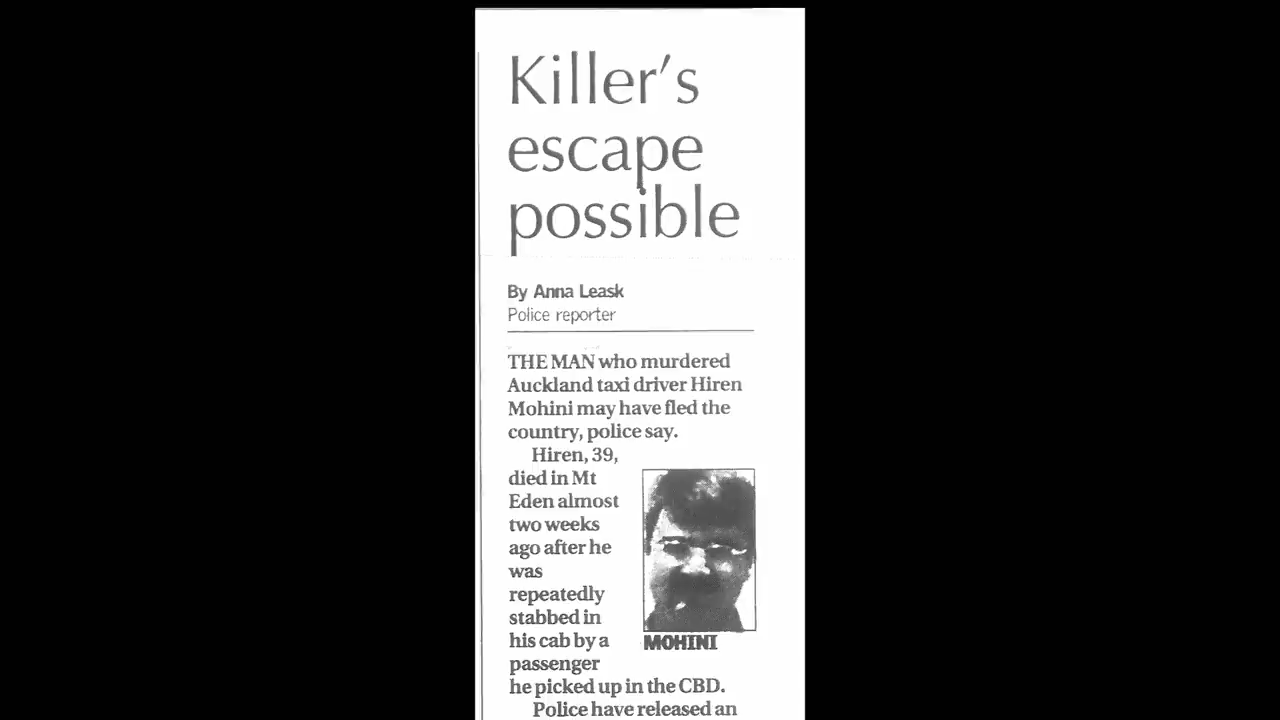 Killer's
escape
possible
By Anna Leask
Police reporter
THE MAN who murdered
Auckland taxi driver Hiren
Mohini may have fled the
country, police say.
Hiren, 39,
died in Mt
Eden almost
two weeks
ago after he
was
repeatedly
stabbed in
his cab by a
passenger
he picked up in the CBD.
Police have released an
MOHINI